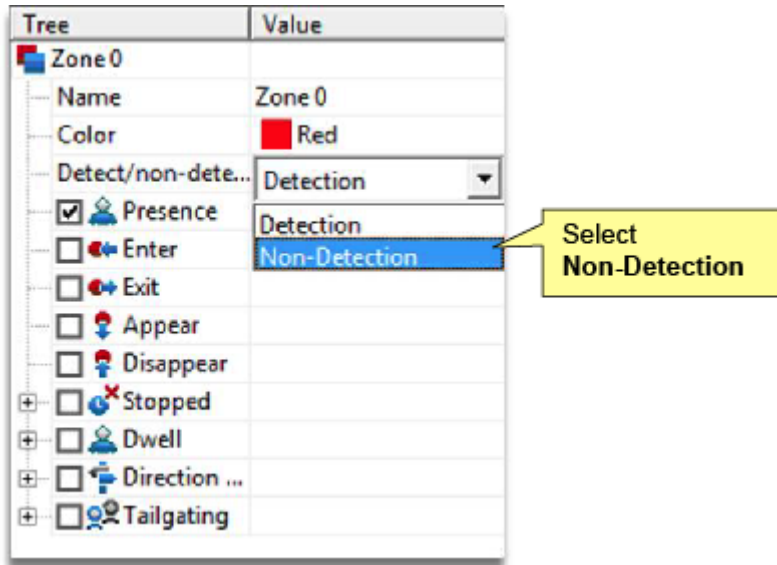 Tree Value
Zone 0
Name Zone 0
Color Red
Detect/non-dete... Detection
Presence Detection
Enter Non-Detection
Exit
Appear
Disappear
Stopped
Dwell
Direction ...
Tailgating
Select
Non-Detection